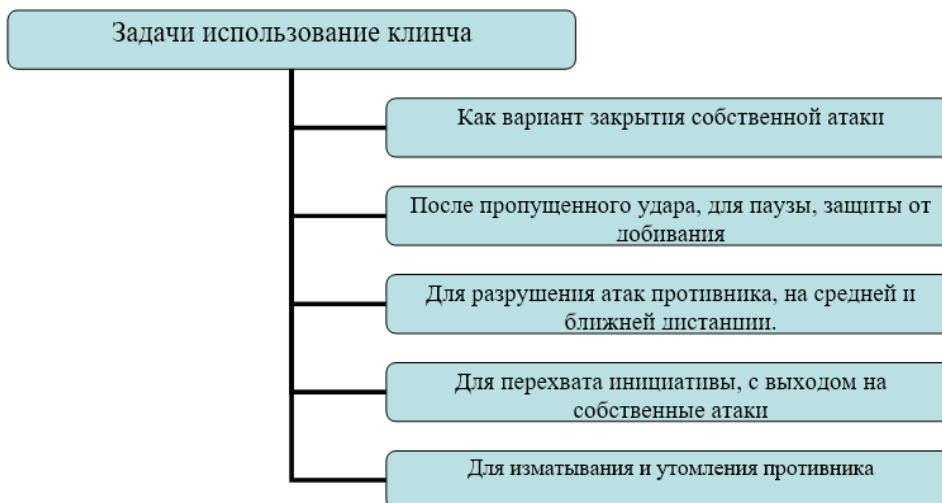 Задачи использование клинча
Как вариант закрытия собственной атаки
После пропущенного удара, для паузы, защиты от
добивания
Для разрушения атак противника, на средней и
ближней дистанции.
Для перехвата инициативы, с выходом на
собственные атаки
Для изматывания и утомления противника